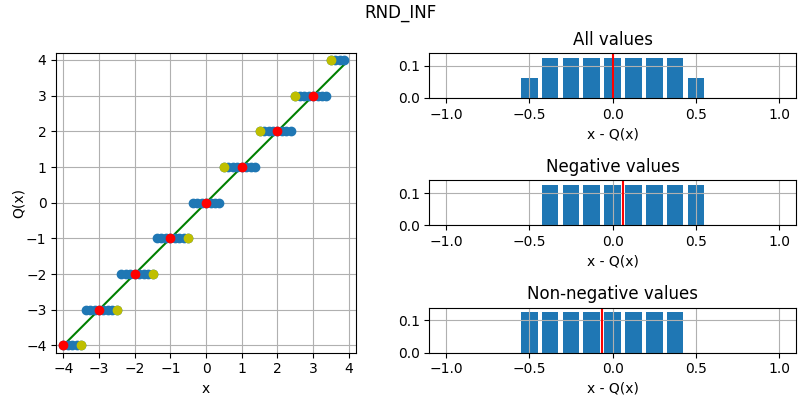 RND_INF
Q(x)
4
3
2
1
0
−1
−2
−3
−4
−4 −3 −2 −1 0 1 2 3 4
x
All values
0.1
0.0
−1.0 −0.5 0.0 0.5 1.0
x - Q(x)
Negative values
0.1
0.0
−1.0 −0.5 0.0 0.5 1.0
x - Q(x)
Non-negative values
0.1
0.0
−1.0 −0.5 0.0 0.5 1.0
x - Q(x)